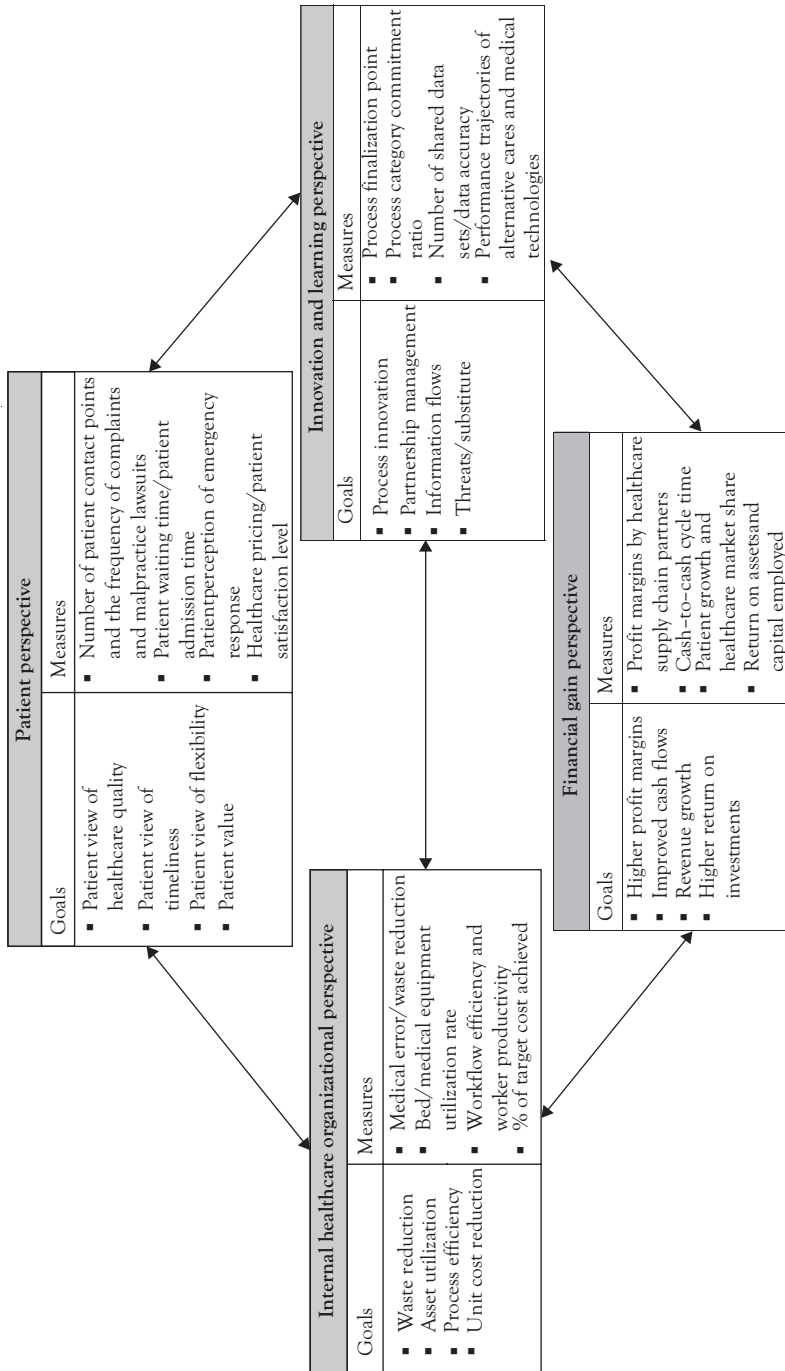 Patient perspective
Goals
▪ Patient view of
healthcare quality
▪ Patient view of
timeliness
▪ Patient view of flexibility
▪ Patient value
Measures
▪ Number of patient contact points
and the frequency of complaints
and malpractice lawsuits
▪ Patient waiting time/patient
admission time
▪ Patientperception of emergency
response
▪ Healthcare pricing/patient
satisfaction level
Internal healthcare organizational perspective
Goals
▪ Waste reduction
▪ Asset utilization
▪ Process efficiency
▪ Unit cost reduction
Measures
▪ Medical error/waste reduction
▪ Bed/medical equipment
utilization rate
▪ Workflow efficiency and
worker productivity
▪ % of target cost achieved
Innovation and learning perspective
Goals
▪ Process innovation
▪ Partnership management
▪ Information flows
▪ Threats/substitute
Measures
▪ Process finalization point
▪ Process category commitment
ratio
▪ Number of shared data
sets/data accuracy
▪ Performance trajectories of
alternative cares and medical
technologies
Financial gain perspective
Goals
▪ Higher profit margins
▪ Improved cash flows
▪ Revenue growth
▪ Higher return on
investments
Measures
▪ Profit margins by healthcare
supply chain partners
▪ Cash-to-cash cycle time
▪ Patient growth and
healthcare market share
▪ Return on assetsand
capital employed